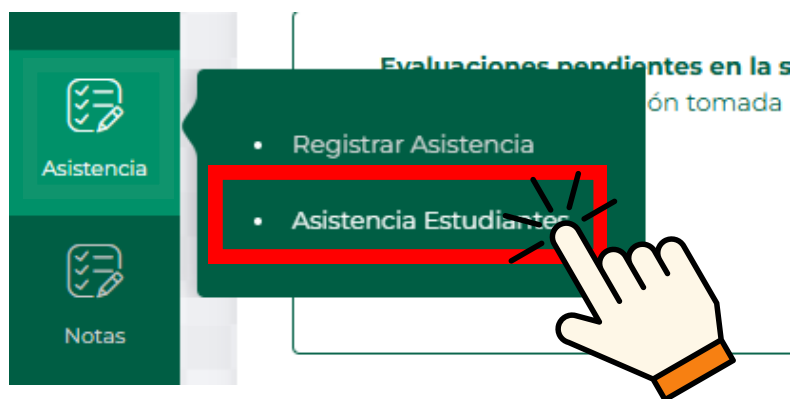 Evaluaciones pendientes en la s
ón tomada
Asistencia
• Registrar Asistencia
• Asistencia Estudiantes
Notas